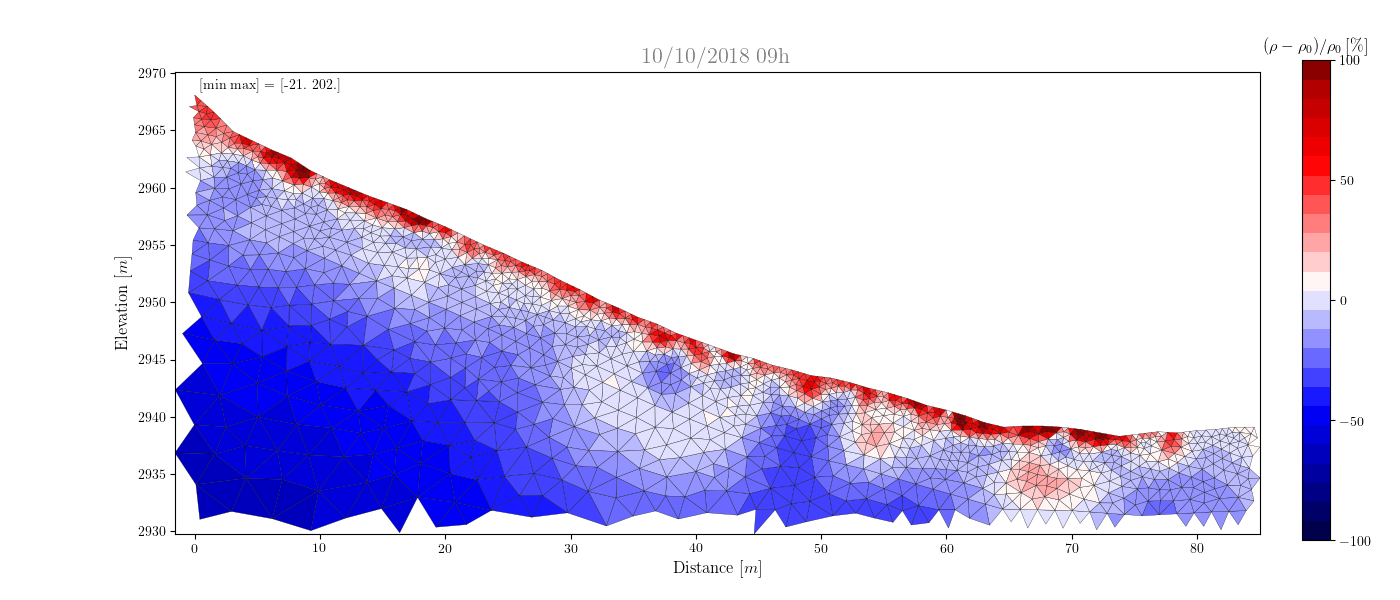 10/10/2018 09h
(ρ − ρ₀)/ρ₀ [%]
[min max] = [-21. 202.]
Elevation [m]
2970
2965
2960
2955
2950
2945
2940
2935
2930
0 10 20 30 40 50 60 70 80
Distance [m]
100
50
0
−50
−100